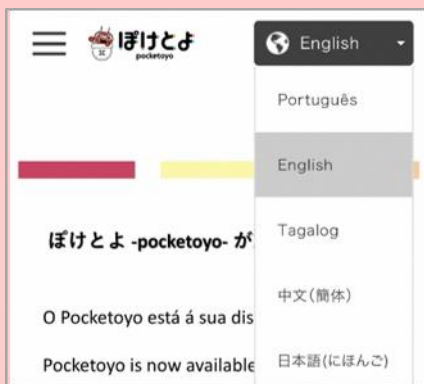 ぽけとよ
pocketoyo
English
Português
English
Tagalog
中文(簡体)
日本語(にほんご)
ぽけとよ -pocketoyo- が
O Pocketoyo está á sua dis
Pocketoyo is now available